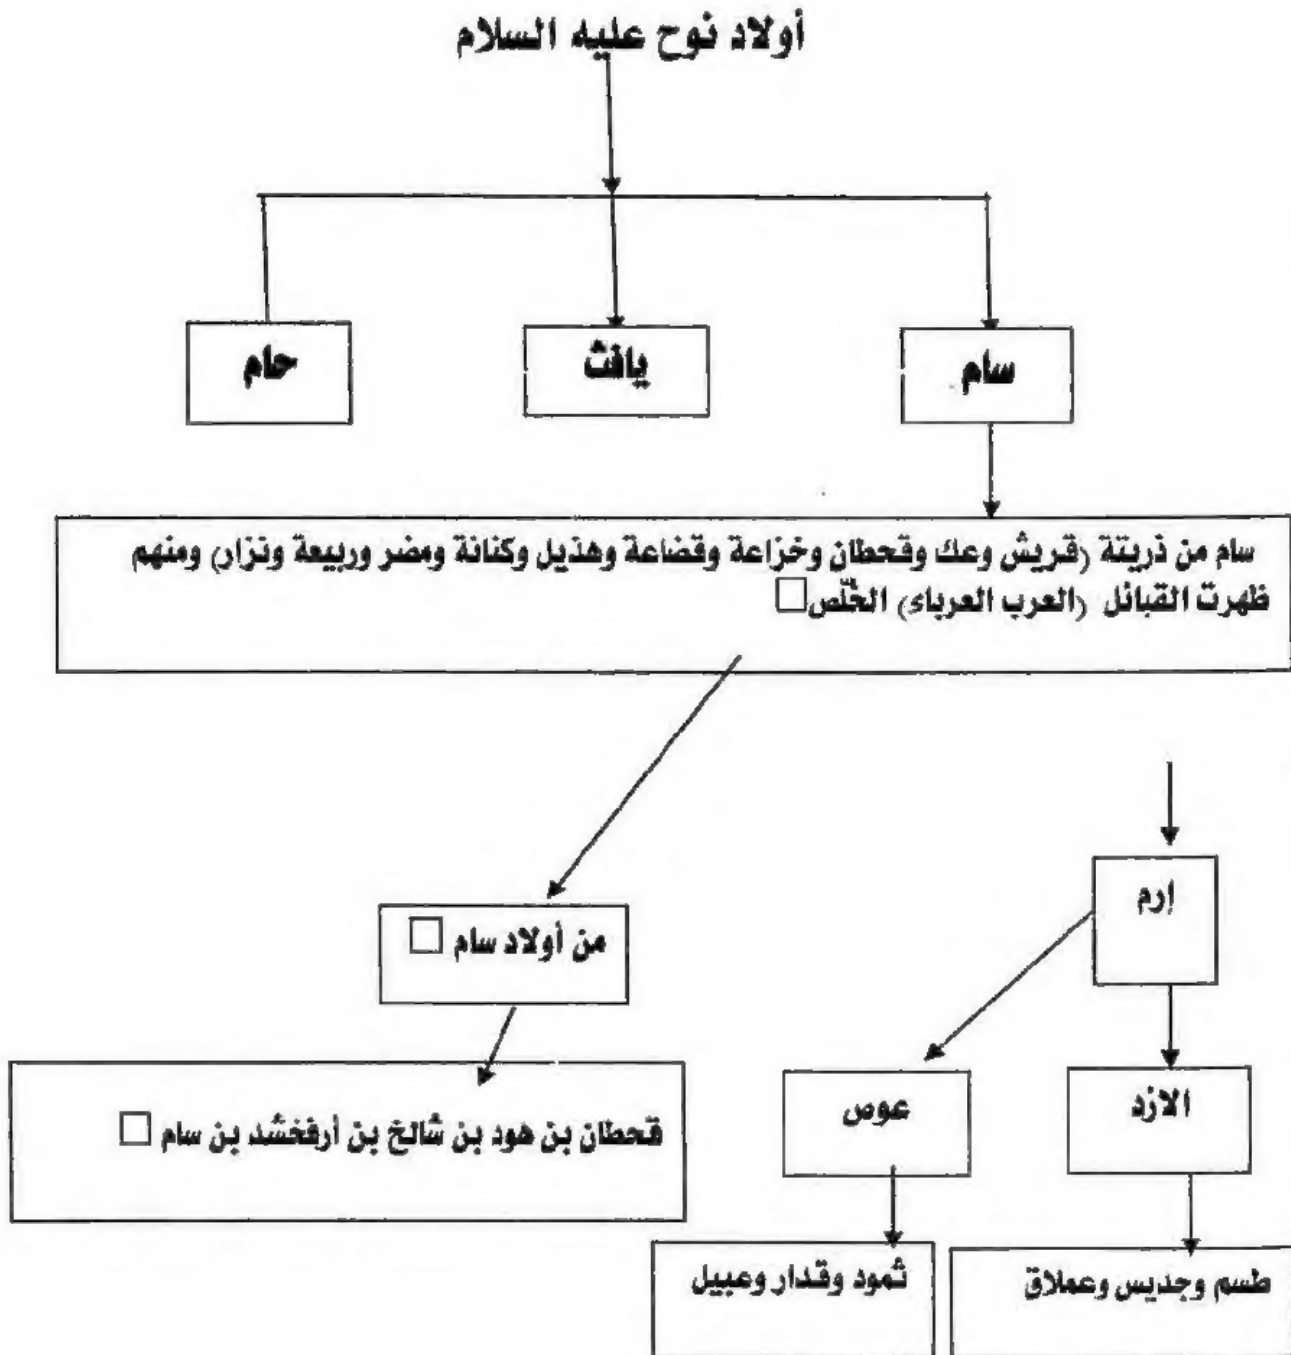 أولاد نوح عليه السلام
سام
يافث
حام
سام من ذريتة (قريش وعك وقحطان وخزاعة وقضاعة وهذيل وكنانة ومضر وربيعة ونزار) ومنهم
ظهرت القبائل (العرب العرباء) الخُلّص
إرم
من أولاد سام
الازد
عوص
قحطان بن هود بن شالخ بن أرفخشد بن سام
طسم وجديس وعملاق
ثمود وقدار وعبيل